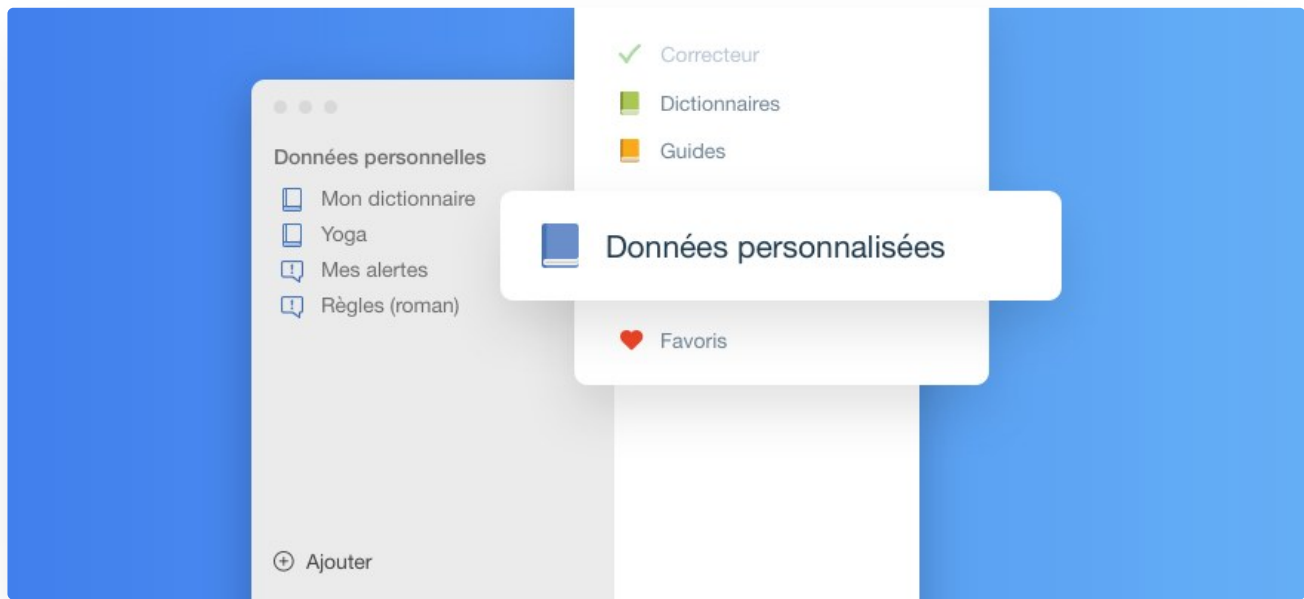 Correcteur
Dictionnaires
Guides
Données personnalisées
Favoris
Données personnelles
Mon dictionnaire
Yoga
Mes alertes
Règles (roman)
Ajouter